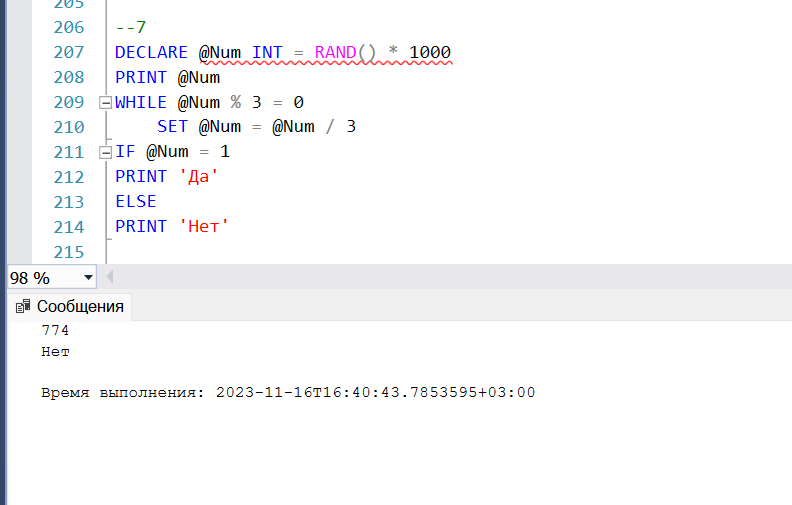 205
206 --7
207 DECLARE @Num INT = RAND() * 1000
208 PRINT @Num
209 WHILE @Num % 3 = 0
210 SET @Num = @Num / 3
211 IF @Num = 1
212 PRINT 'Да'
213 ELSE
214 PRINT 'Нет'
215
98 %
Сообщения
774
Нет
Время выполнения: 2023-11-16T16:40:43.7853595+03:00